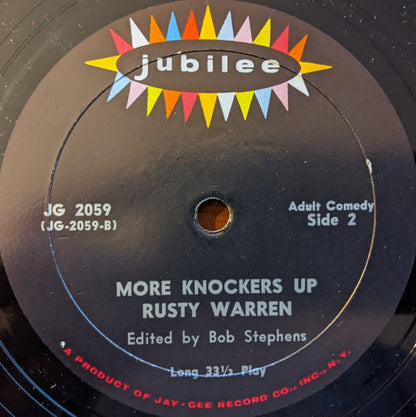 jubilee
JG 2059
(JG-2059-B)
Adult Comedy
Side 2
MORE KNOCKERS UP
RUSTY WARREN
Edited by Bob Stephens
Long 33⅓ Play
A PRODUCT OF JAY-GEE RECORD CO., INC., N. Y.